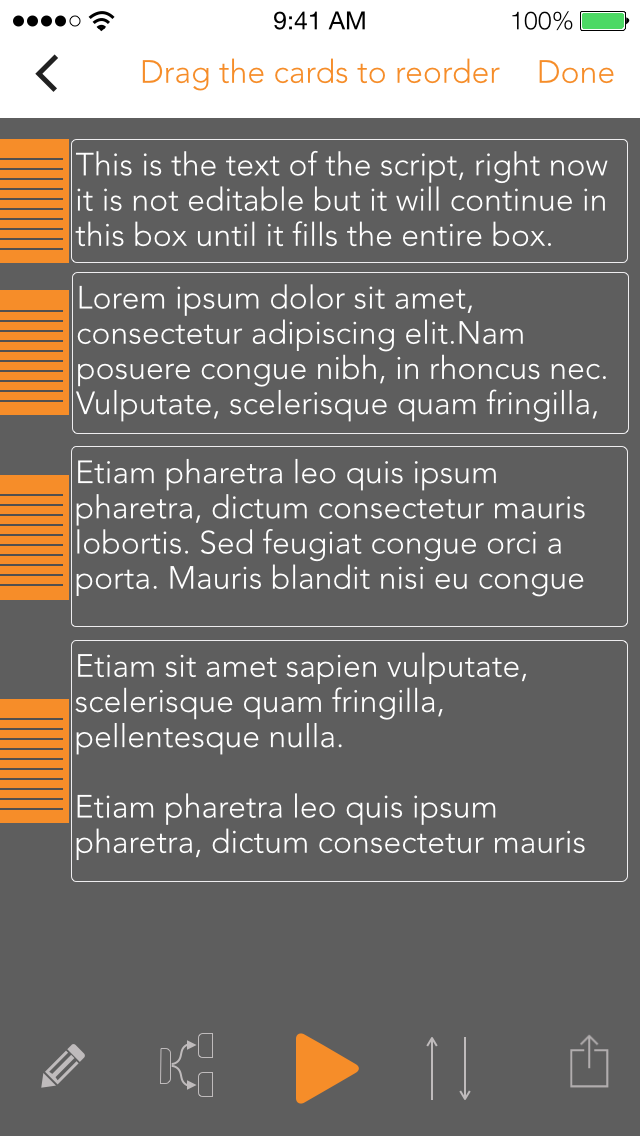 9:41 AM 100%
Drag the cards to reorder Done
This is the text of the script, right now
it is not editable but it will continue in
this box until it fills the entire box.
Lorem ipsum dolor sit amet,
consectetur adipiscing elit.Nam
posuere congue nibh, in rhoncus nec.
Vulputate, scelerisque quam fringilla,
Etiam pharetra leo quis ipsum
pharetra, dictum consectetur mauris
lobortis. Sed feugiat congue orci a
porta. Mauris blandit nisi eu congue
Etiam sit amet sapien vulputate,
scelerisque quam fringilla,
pellentesque nulla.
Etiam pharetra leo quis ipsum
pharetra, dictum consectetur mauris